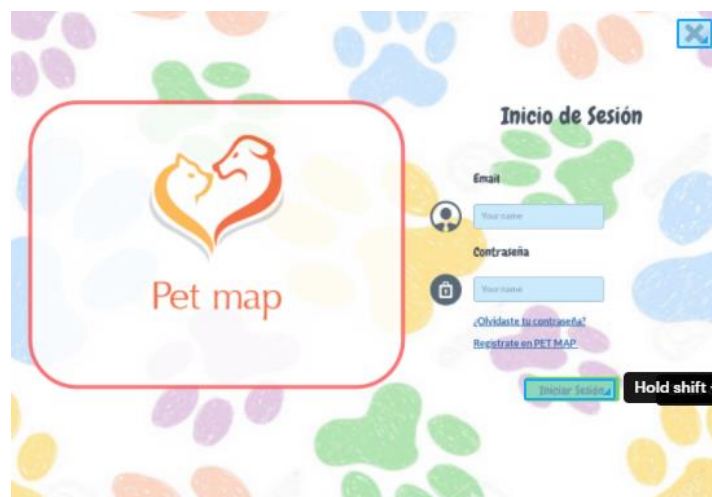 Inicio de Sesión
Email
Your name
Contraseña
Your name
¿Olvidaste tu contraseña?
Registrate en PET MAP
Iniciar Sesión
Hold shift
Pet map